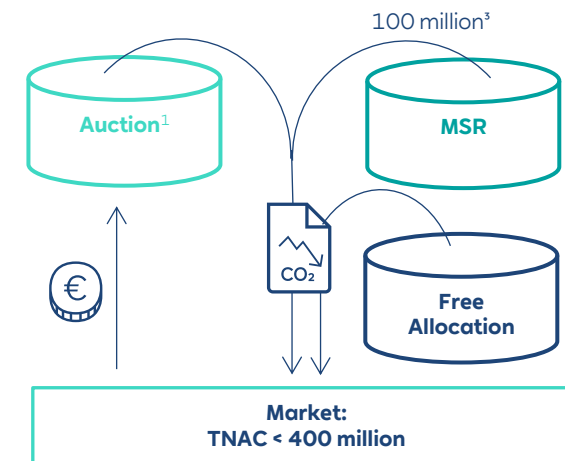 100 million³
Auction¹
MSR
€
CO₂
Free
Allocation
Market:
TNAC < 400 million